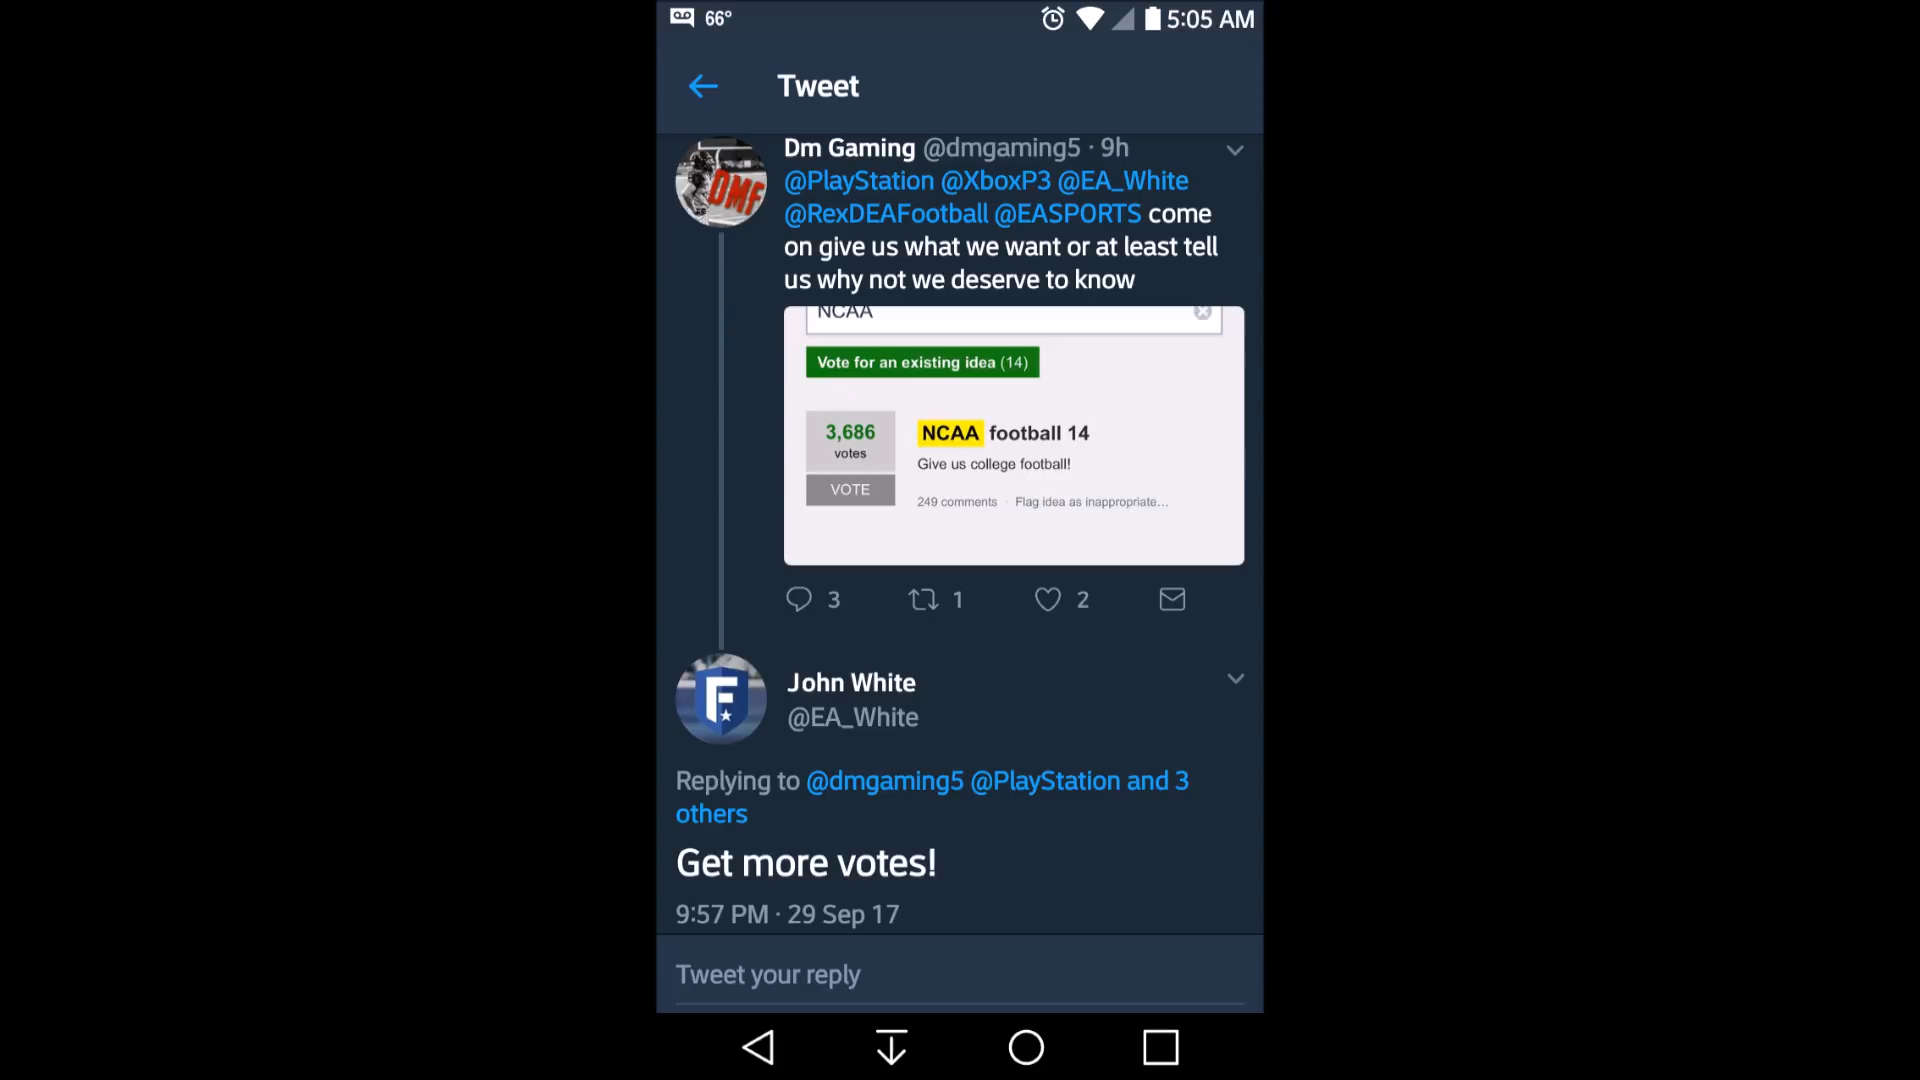 66° 5:05 AM
Tweet
Dm Gaming @dmgaming5 · 9h
@PlayStation @XboxP3 @EA_White
@RexDEAFootball @EASPORTS come
on give us what we want or at least tell
us why not we deserve to know
DMF
NCAA
Vote for an existing idea (14)
3,686
votes
VOTE
NCAA football 14
Give us college football!
249 comments · Flag idea as inappropriate...
3 1 2
F
John White
@EA_White
Replying to @dmgaming5 @PlayStation and 3
others
Get more votes!
9:57 PM · 29 Sep 17
Tweet your reply